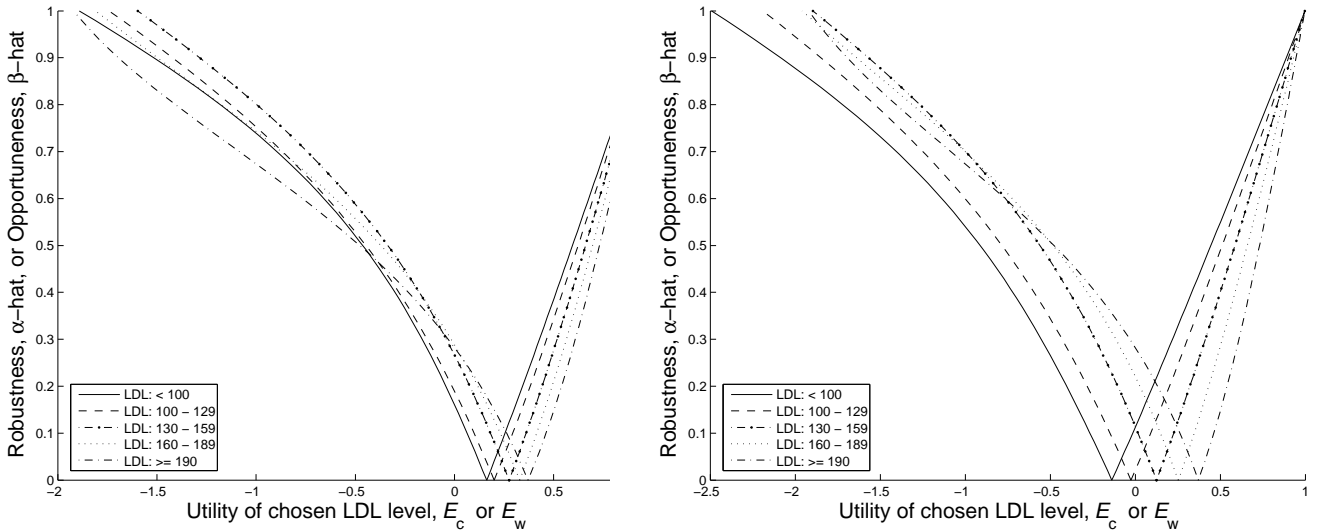 Robustness, α−hat, or Opportuneness, β−hat
1
0.9
0.8
0.7
0.6
0.5
0.4
0.3
0.2
0.1
0
−2
−1.5
−1
−0.5
0
0.5
LDL: < 100
LDL: 100 − 129
LDL: 130 − 159
LDL: 160 − 189
LDL: >= 190
Utility of chosen LDL level, Ec or Ew
Robustness, α−hat, or Opportuneness, β−hat
1
0.9
0.8
0.7
0.6
0.5
0.4
0.3
0.2
0.1
0
−2.5
−2
−1.5
−1
−0.5
0
0.5
1
LDL: < 100
LDL: 100 − 129
LDL: 130 − 159
LDL: 160 − 189
LDL: >= 190
Utility of chosen LDL level, Ec or Ew